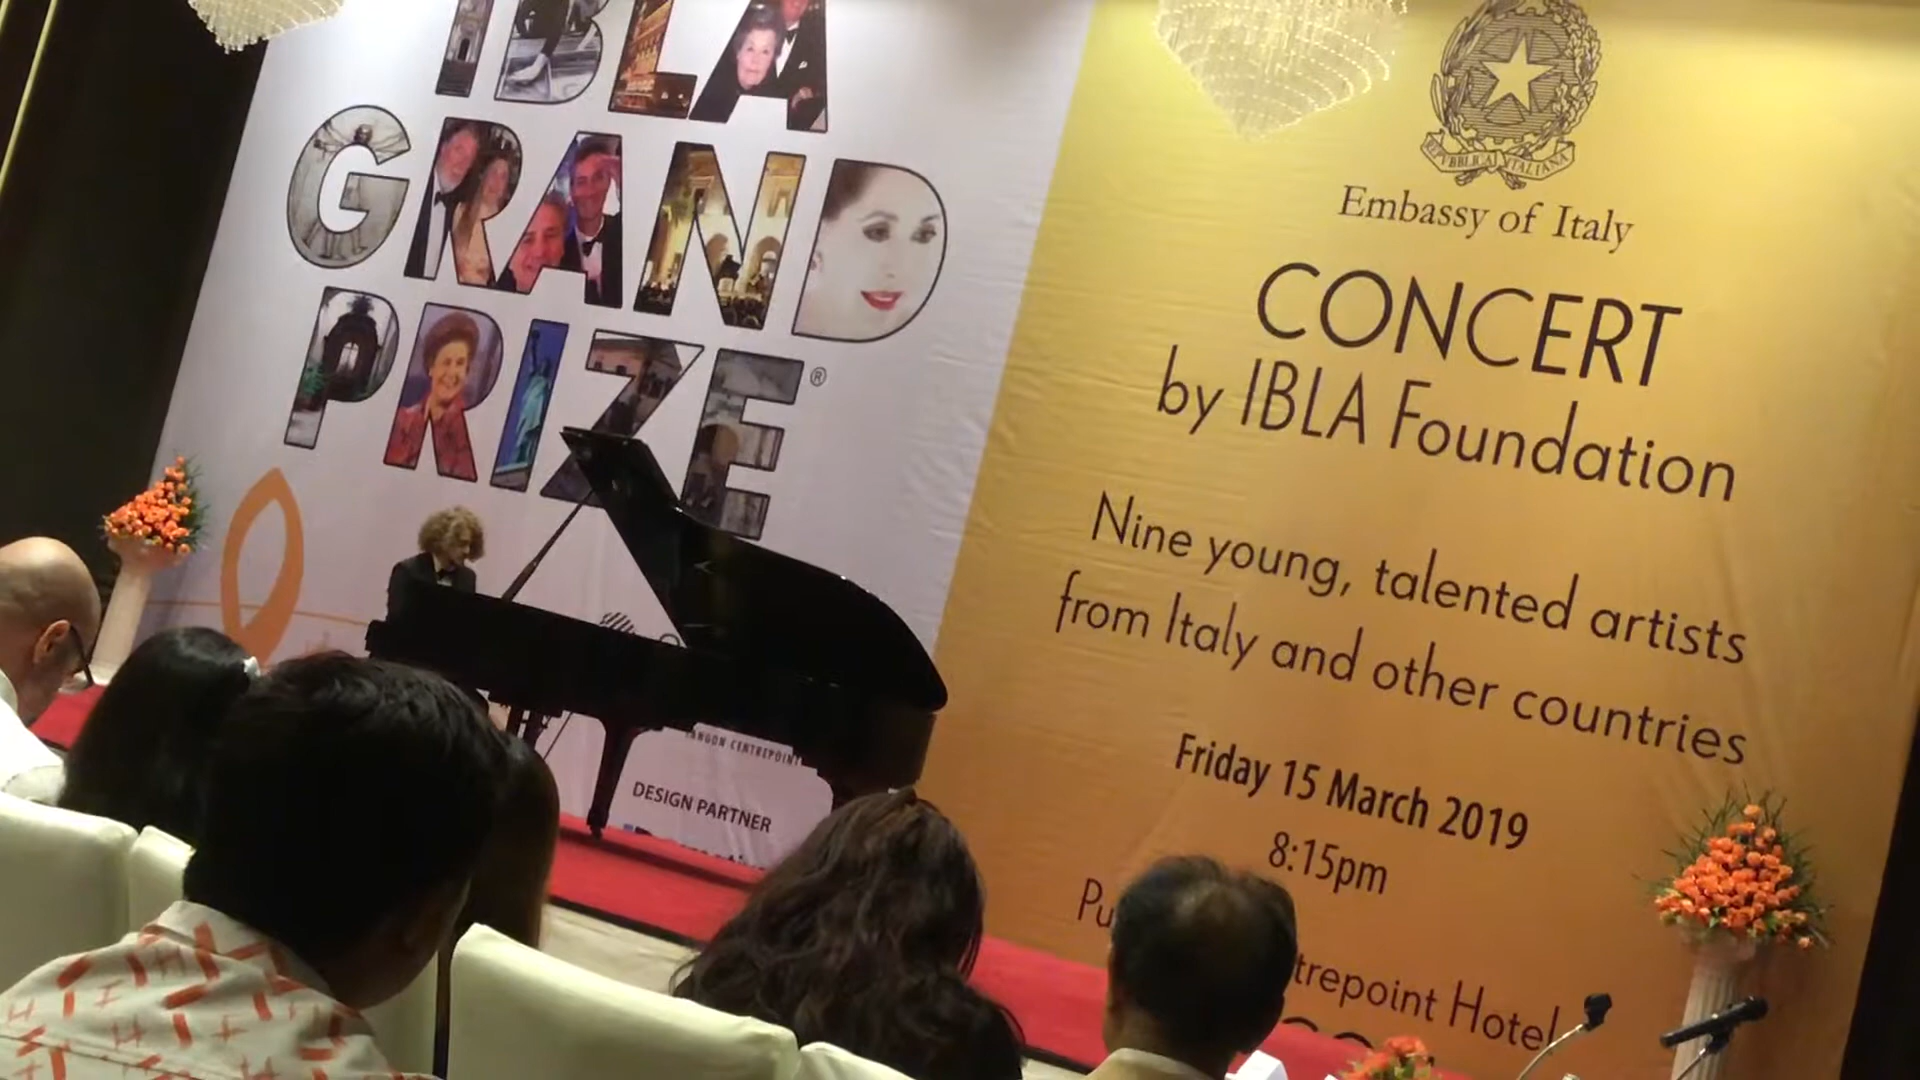 IBLA
GRAND
PRIZE®
DESIGN PARTNER
REPVBBLICA ITALIANA
Embassy of Italy
CONCERT
by IBLA Foundation
Nine young, talented artists
from Italy and other countries
Friday 15 March 2019
8:15pm
Hotel